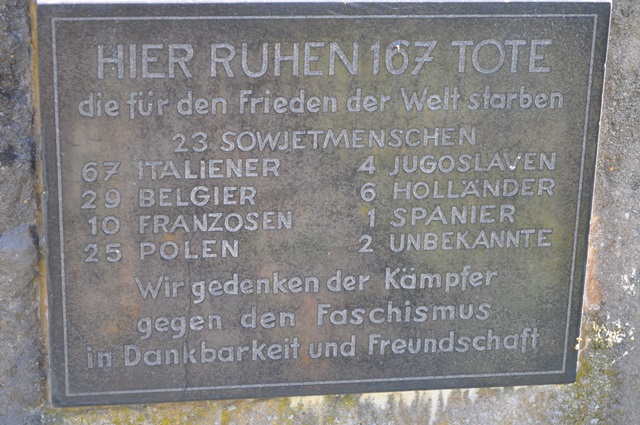 HIER RUHEN 167 TOTE
die für den Frieden der Welt starben
23 SOWJETMENSCHEN
67 ITALIENER 4 JUGOSLAVEN
29 BELGIER 6 HOLLÄNDER
10 FRANZOSEN 1 SPANIER
25 POLEN 2 UNBEKANNTE
Wir gedenken der Kämpfer
gegen den Faschismus
in Dankbarkeit und Freundschaft